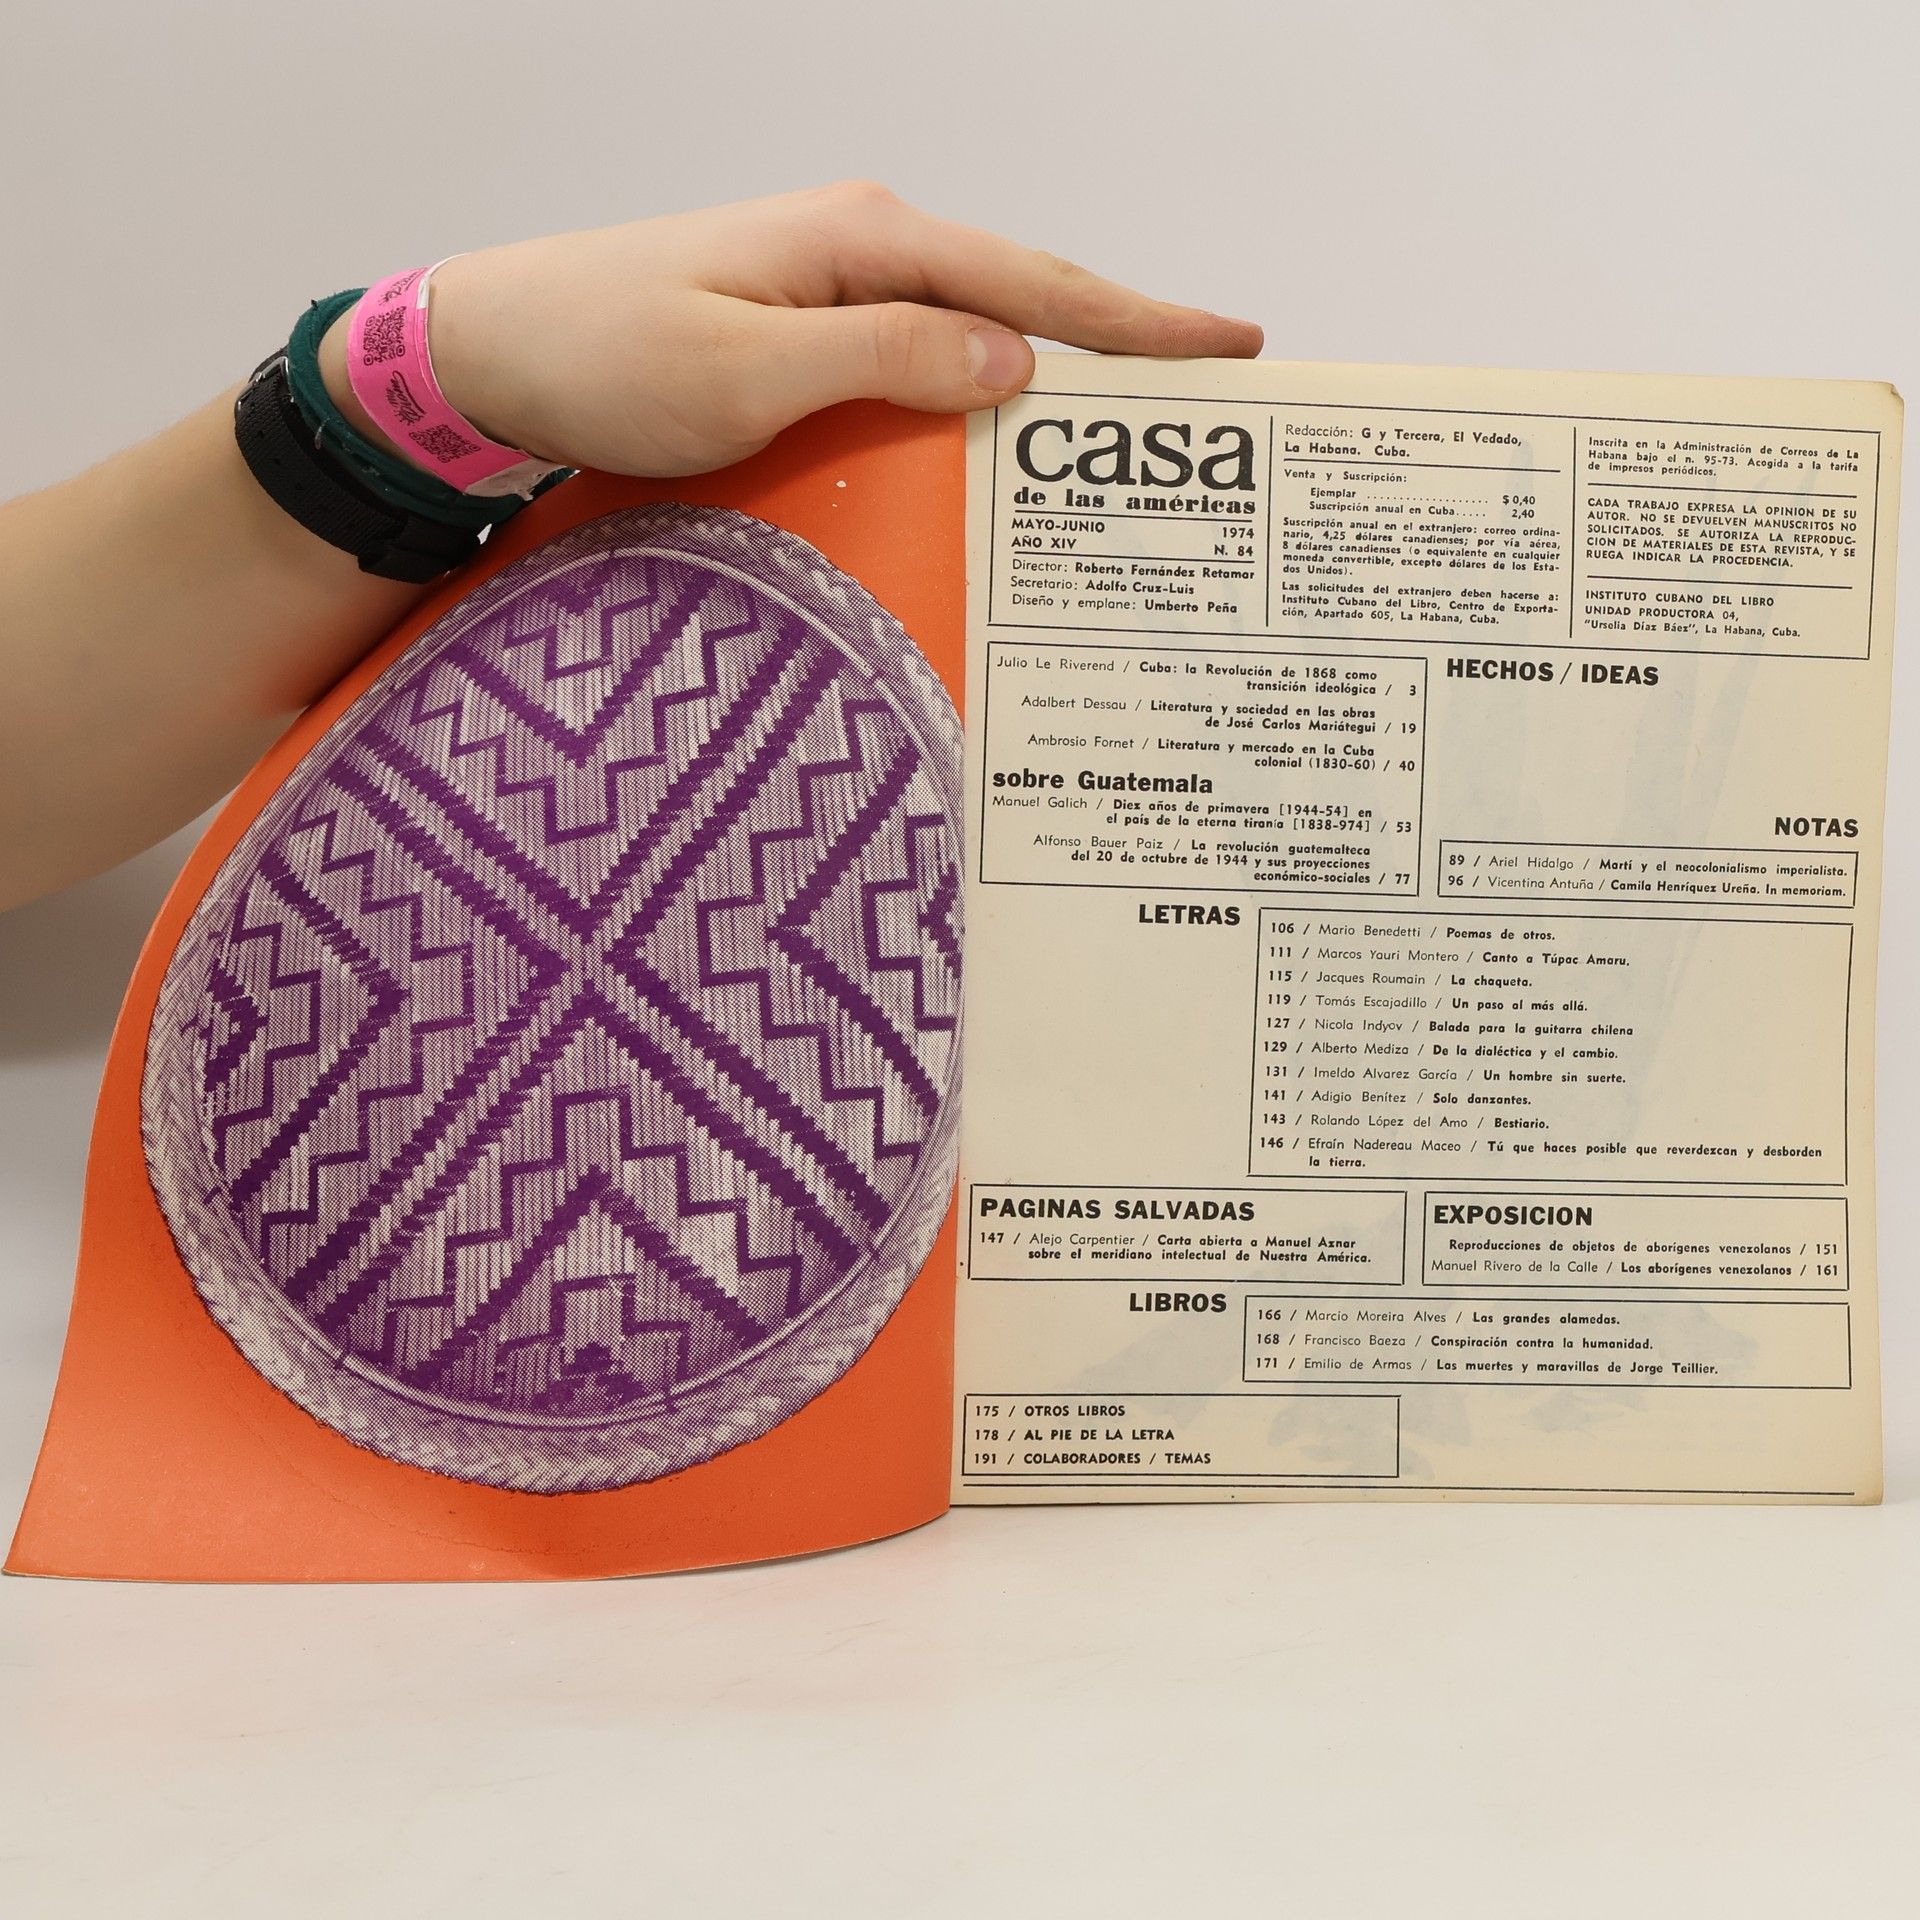 casa
de las américas
MAYO-JUNIO 1974
AÑO XIV N. 84
Director: Roberto Fernández Retamar
Secretario: Adolfo Cruz-Luis
Diseño y emplane: Umberto Peña
Redacción: G y Tercera, El Vedado,
La Habana. Cuba.
Venta y Suscripción:
Ejemplar .................... $ 0,40
Suscripción anual en Cuba..... 2,40
Suscripción anual en el extranjero: correo ordina-
nario, 4,25 dólares canadienses; por vía aérea,
8 dólares canadienses (o equivalente en cualquier
moneda convertible, excepto dólares de los Esta-
dos Unidos).
Las solicitudes del extranjero deben hacerse a:
Instituto Cubano del Libro, Centro de Exporta-
ción, Apartado 605, La Habana, Cuba.
Inscrita en la Administración de Correos de La
Habana bajo el n. 95-73. Acogida a la tarifa
de impresos periódicos.
CADA TRABAJO EXPRESA LA OPINION DE SU
AUTOR. NO SE DEVUELVEN MANUSCRITOS NO
SOLICITADOS. SE AUTORIZA LA REPRODUC-
CION DE MATERIALES DE ESTA REVISTA, Y SE
RUEGA INDICAR LA PROCEDENCIA.
INSTITUTO CUBANO DEL LIBRO
UNIDAD PRODUCTORA 04,
"Urselia Díaz Báez", La Habana, Cuba.
HECHOS / IDEAS
Julio Le Riverend / Cuba: la Revolución de 1868 como
transición ideológica / 3
Adalbert Dessau / Literatura y sociedad en las obras
de José Carlos Mariátegui / 19
Ambrosio Fornet / Literatura y mercado en la Cuba
colonial (1830-60) / 40
sobre Guatemala
Manuel Galich / Diez años de primavera [1944-54] en
el país de la eterna tiranía [1838-974] / 53
Alfonso Bauer Paiz / La revolución guatemalteca
del 20 de octubre de 1944 y sus proyecciones
económico-sociales / 77
NOTAS
89 / Ariel Hidalgo / Martí y el neocolonialismo imperialista.
96 / Vicentina Antuña / Camila Henríquez Ureña. In memoriam.
LETRAS
106 / Mario Benedetti / Poemas de otros.
111 / Marcos Yauri Montero / Canto a Túpac Amaru.
115 / Jacques Roumain / La chaqueta.
119 / Tomás Escajadillo / Un paso al más allá.
127 / Nicola Indyov / Balada para la guitarra chilena
129 / Alberto Mediza / De la dialéctica y el cambio.
131 / Imeldo Alvarez García / Un hombre sin suerte.
141 / Adigio Benítez / Solo danzantes.
143 / Rolando López del Amo / Bestiario.
146 / Efraín Nadereau Maceo / Tú que haces posible que reverdezcan y desborden
la tierra.
PAGINAS SALVADAS
147 / Alejo Carpentier / Carta abierta a Manuel Aznar
sobre el meridiano intelectual de Nuestra América.
EXPOSICION
Reproducciones de objetos de aborígenes venezolanos / 151
Manuel Rivero de la Calle / Los aborígenes venezolanos / 161
LIBROS
166 / Marcio Moreira Alves / Las grandes alamedas.
168 / Francisco Baeza / Conspiración contra la humanidad.
171 / Emilio de Armas / Las muertes y maravillas de Jorge Teillier.
175 / OTROS LIBROS
178 / AL PIE DE LA LETRA
191 / COLABORADORES / TEMAS